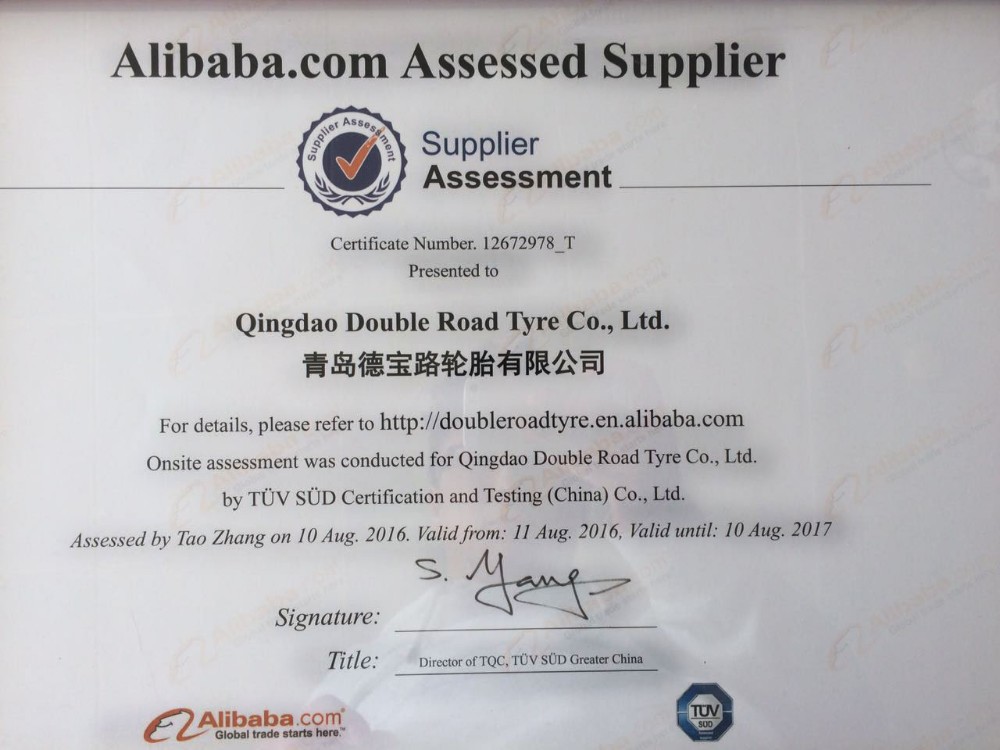 Alibaba.com Assessed Supplier
Supplier Assessment
Supplier
Assessment
Certificate Number. 12672978_T
Presented to
Qingdao Double Road Tyre Co., Ltd.
青岛德宝路轮胎有限公司
For details, please refer to http://doubleroadtyre.en.alibaba.com
Onsite assessment was conducted for Qingdao Double Road Tyre Co., Ltd.
by TÜV SÜD Certification and Testing (China) Co., Ltd.
Assessed by Tao Zhang on 10 Aug. 2016. Valid from: 11 Aug. 2016, Valid until: 10 Aug. 2017
Signature:
Title: Director of TQC, TÜV SÜD Greater China
Alibaba.com®
Global trade starts here.™
TÜV
SÜD